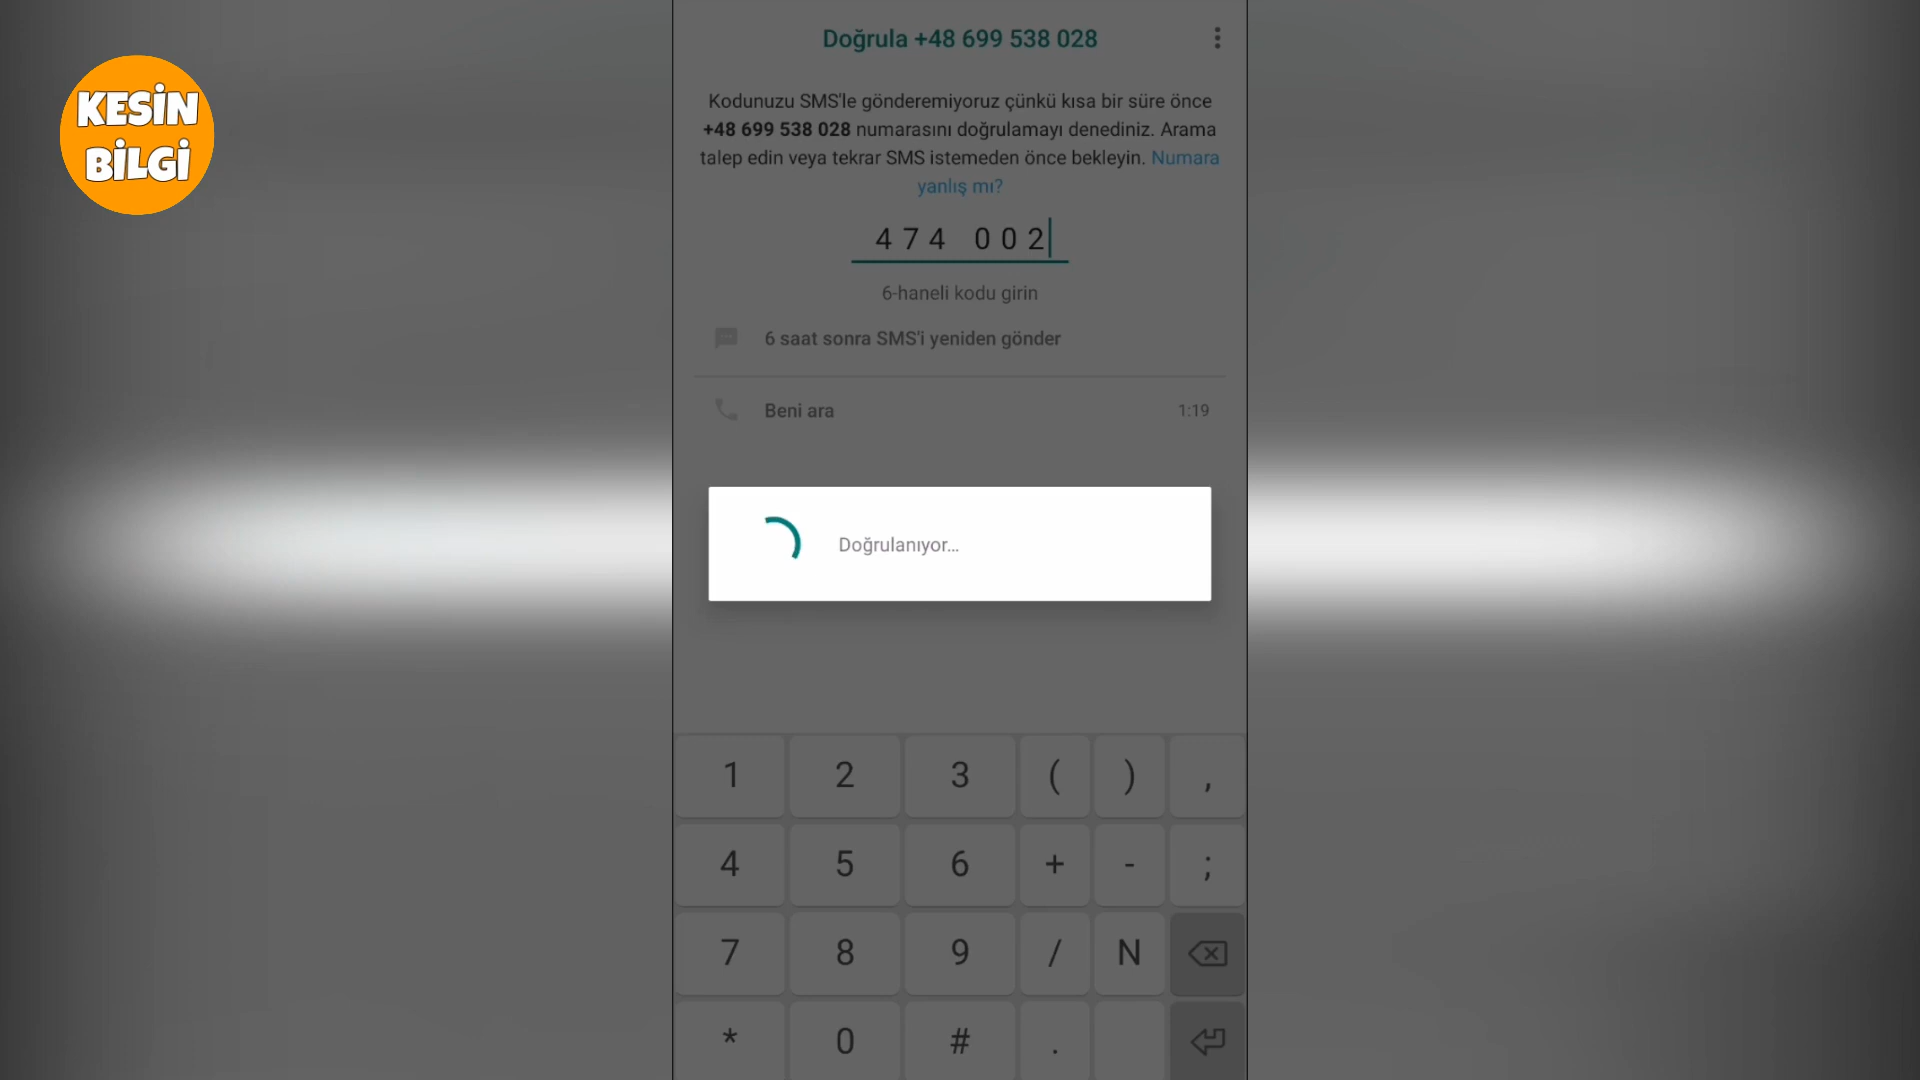 KESİN
BİLGİ
Doğrula +48 699 538 028
Kodunuzu SMS'le gönderemiyoruz çünkü kısa bir süre önce
+48 699 538 028 numarasını doğrulamayı denediniz. Arama
talep edin veya tekrar SMS istemeden önce bekleyin. Numara
yanlış mı?
474 002
6-haneli kodu girin
6 saat sonra SMS'i yeniden gönder
Beni ara 1:19
Doğrulanıyor...
1 2 3 ( ) ,
4 5 6 + - ;
7 8 9 / N
* 0 # .